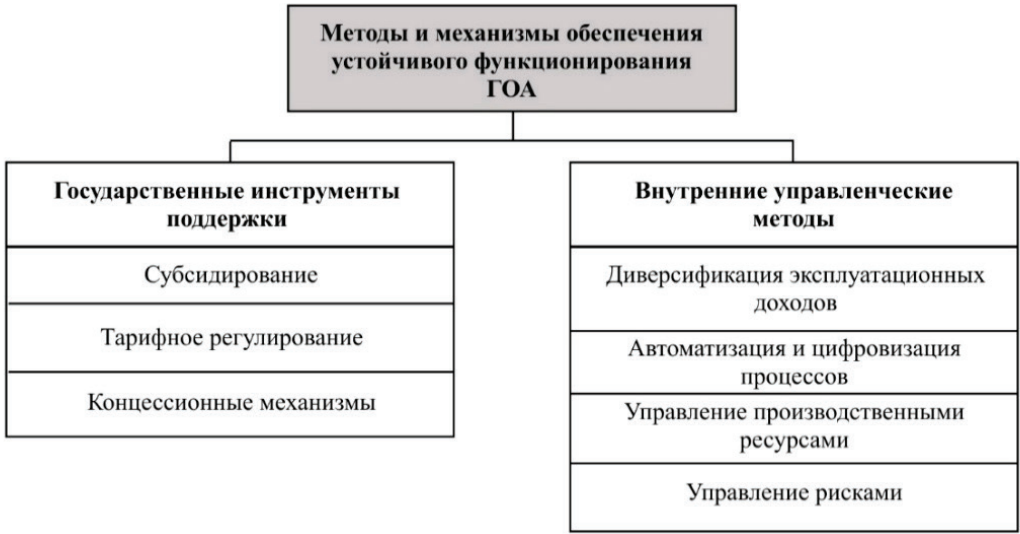 Методы и механизмы обеспечения
устойчивого функционирования
ГОА
Государственные инструменты
поддержки
Субсидирование
Тарифное регулирование
Концессионные механизмы
Внутренние управленческие
методы
Диверсификация эксплуатационных
доходов
Автоматизация и цифровизация
процессов
Управление производственными
ресурсами
Управление рисками